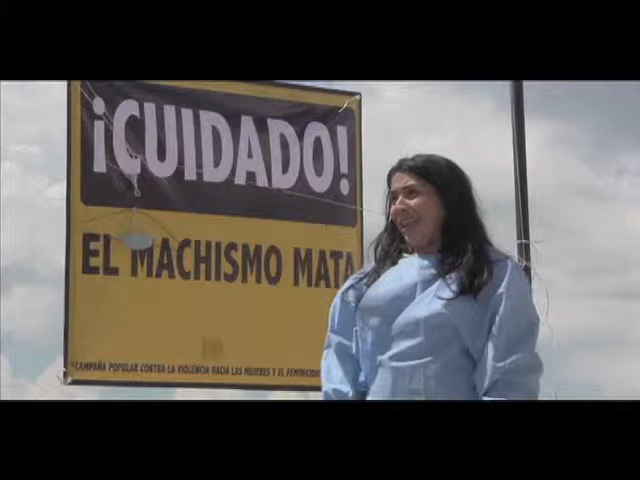 ¡CUIDADO!
EL MACHISMO MATA
"CAMPAÑA POPULAR CONTRA LA VIOLENCIA HACIA LAS MUJERES Y EL FEMINICIDIO